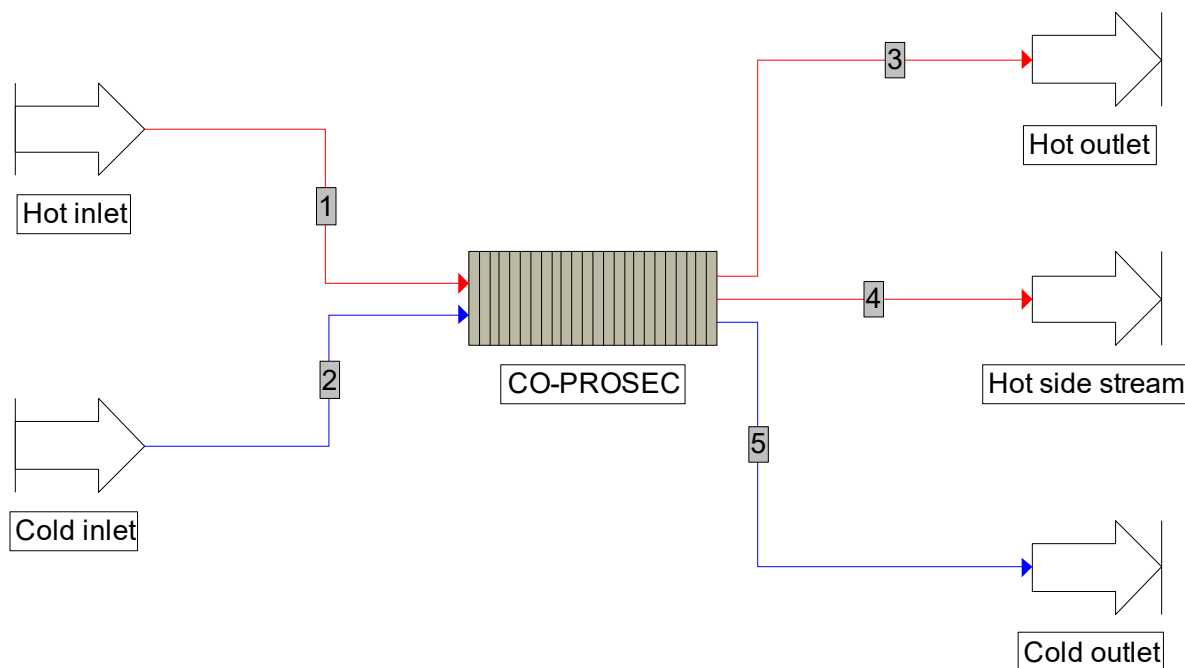 3
Hot outlet
1
Hot inlet
4
CO-PROSEC
Hot side stream
2
5
Cold inlet
Cold outlet